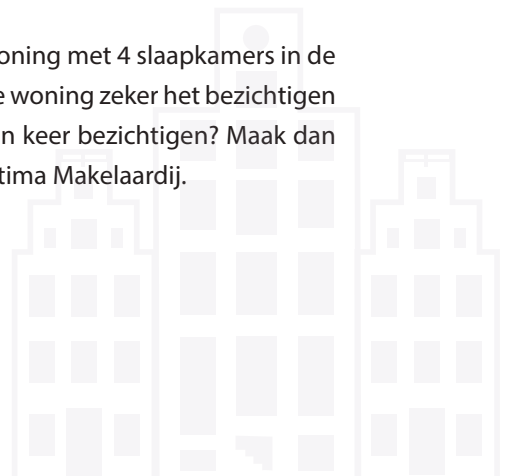 oning met 4 slaapkamers in de
e woning zeker het bezichtigen
n keer bezichtigen? Maak dan
tima Makelaardij.